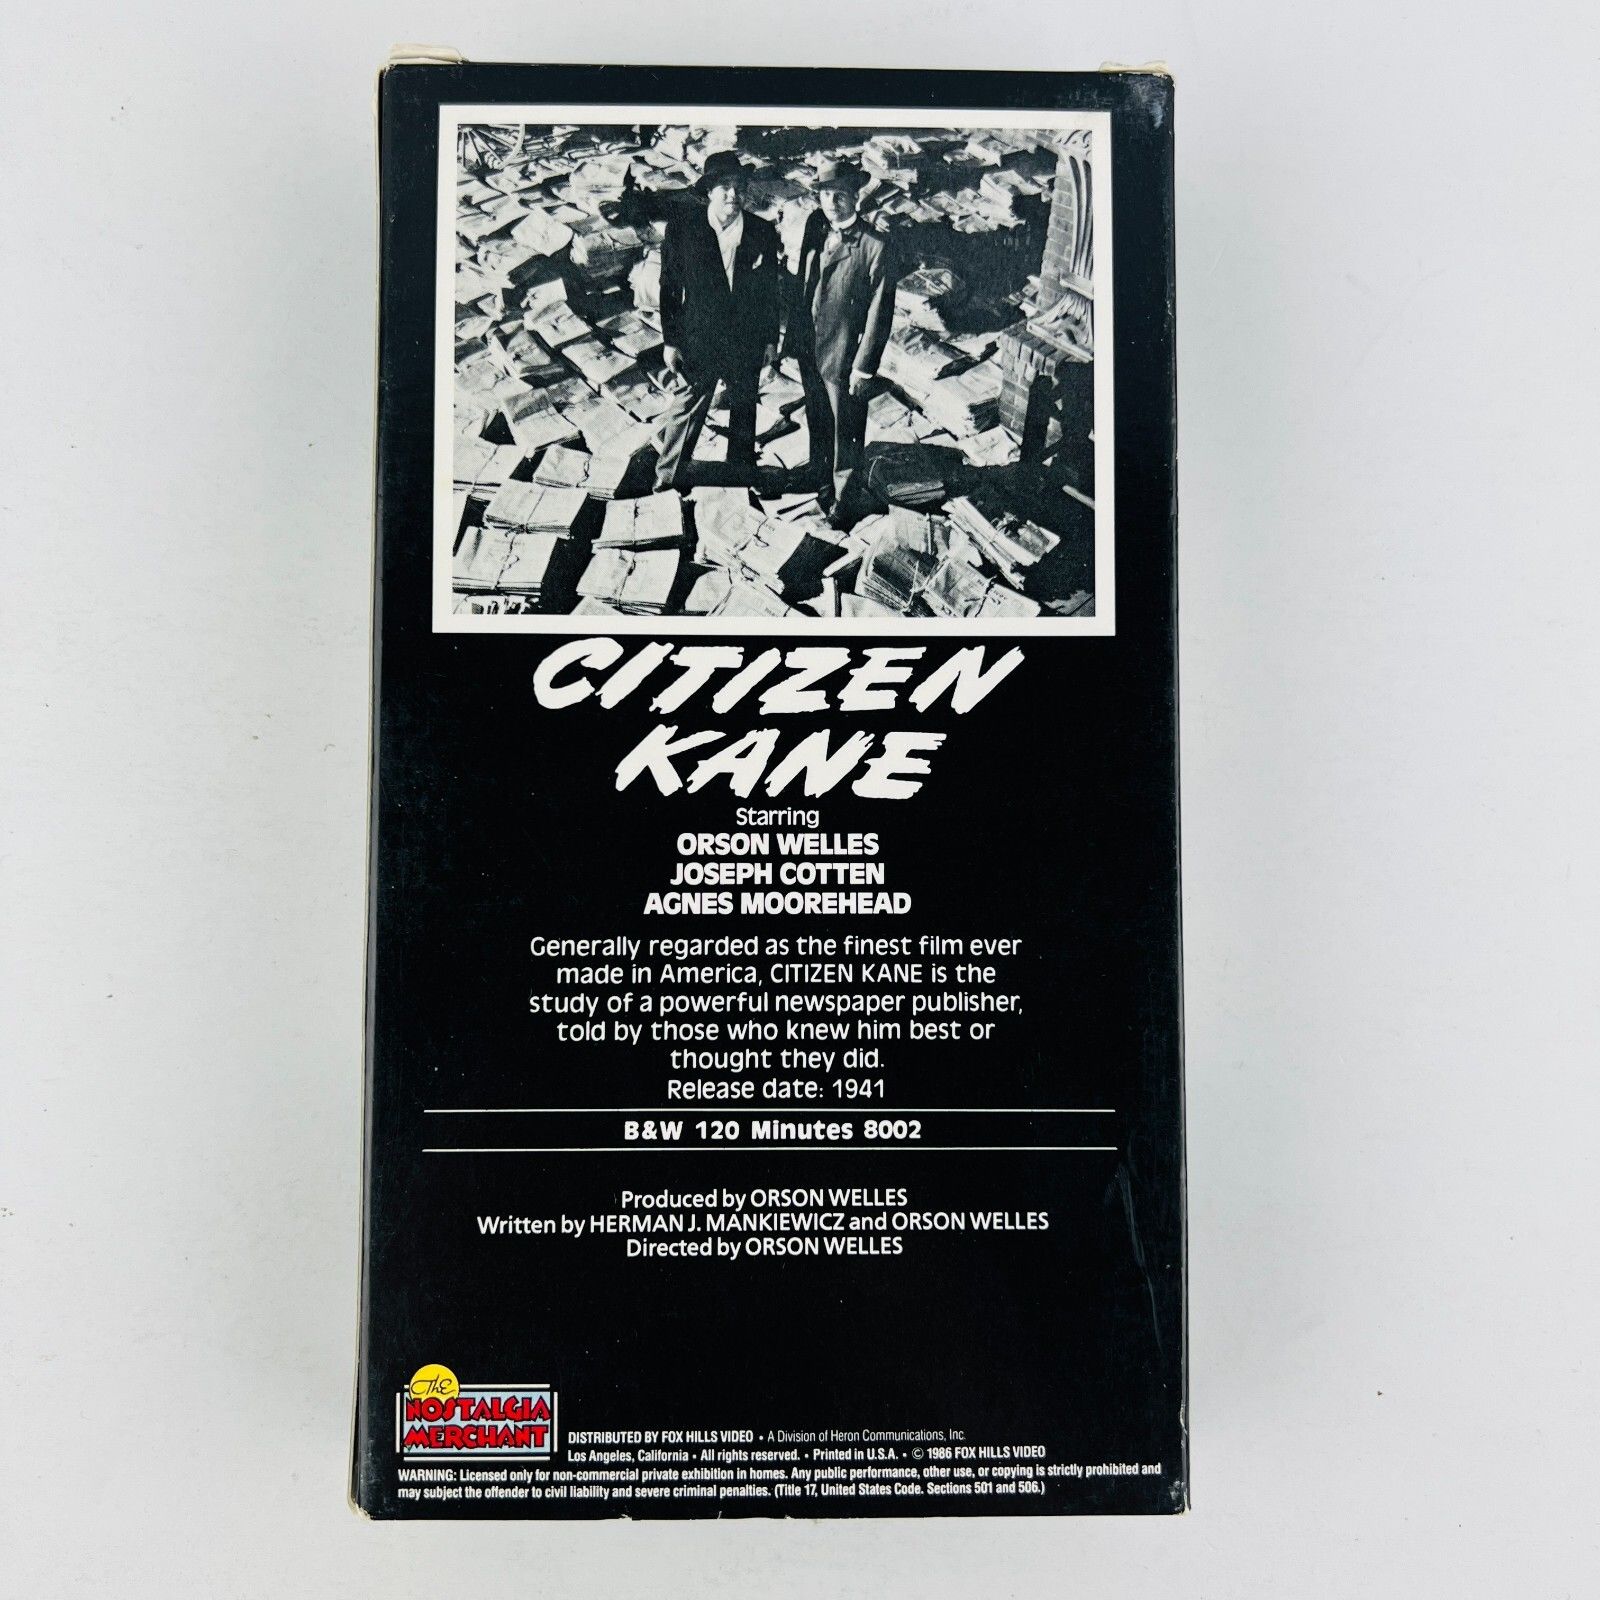 CITIZEN
KANE
Starring
ORSON WELLES
JOSEPH COTTEN
AGNES MOOREHEAD
Generally regarded as the finest film ever
made in America, CITIZEN KANE is the
study of a powerful newspaper publisher,
told by those who knew him best or
thought they did.
Release date: 1941
B&W 120 Minutes 8002
Produced by ORSON WELLES
Written by HERMAN J. MANKIEWICZ and ORSON WELLES
Directed by ORSON WELLES
The
NOSTALGIA
MERCHANT
DISTRIBUTED BY FOX HILLS VIDEO • A Division of Heron Communications, Inc.
Los Angeles, California • All rights reserved. • Printed in U.S.A. • © 1986 FOX HILLS VIDEO
WARNING: Licensed only for non-commercial private exhibition in homes. Any public performance, other use, or copying is strictly prohibited and
may subject the offender to civil liability and severe criminal penalties. (Title 17, United States Code. Sections 501 and 506.)